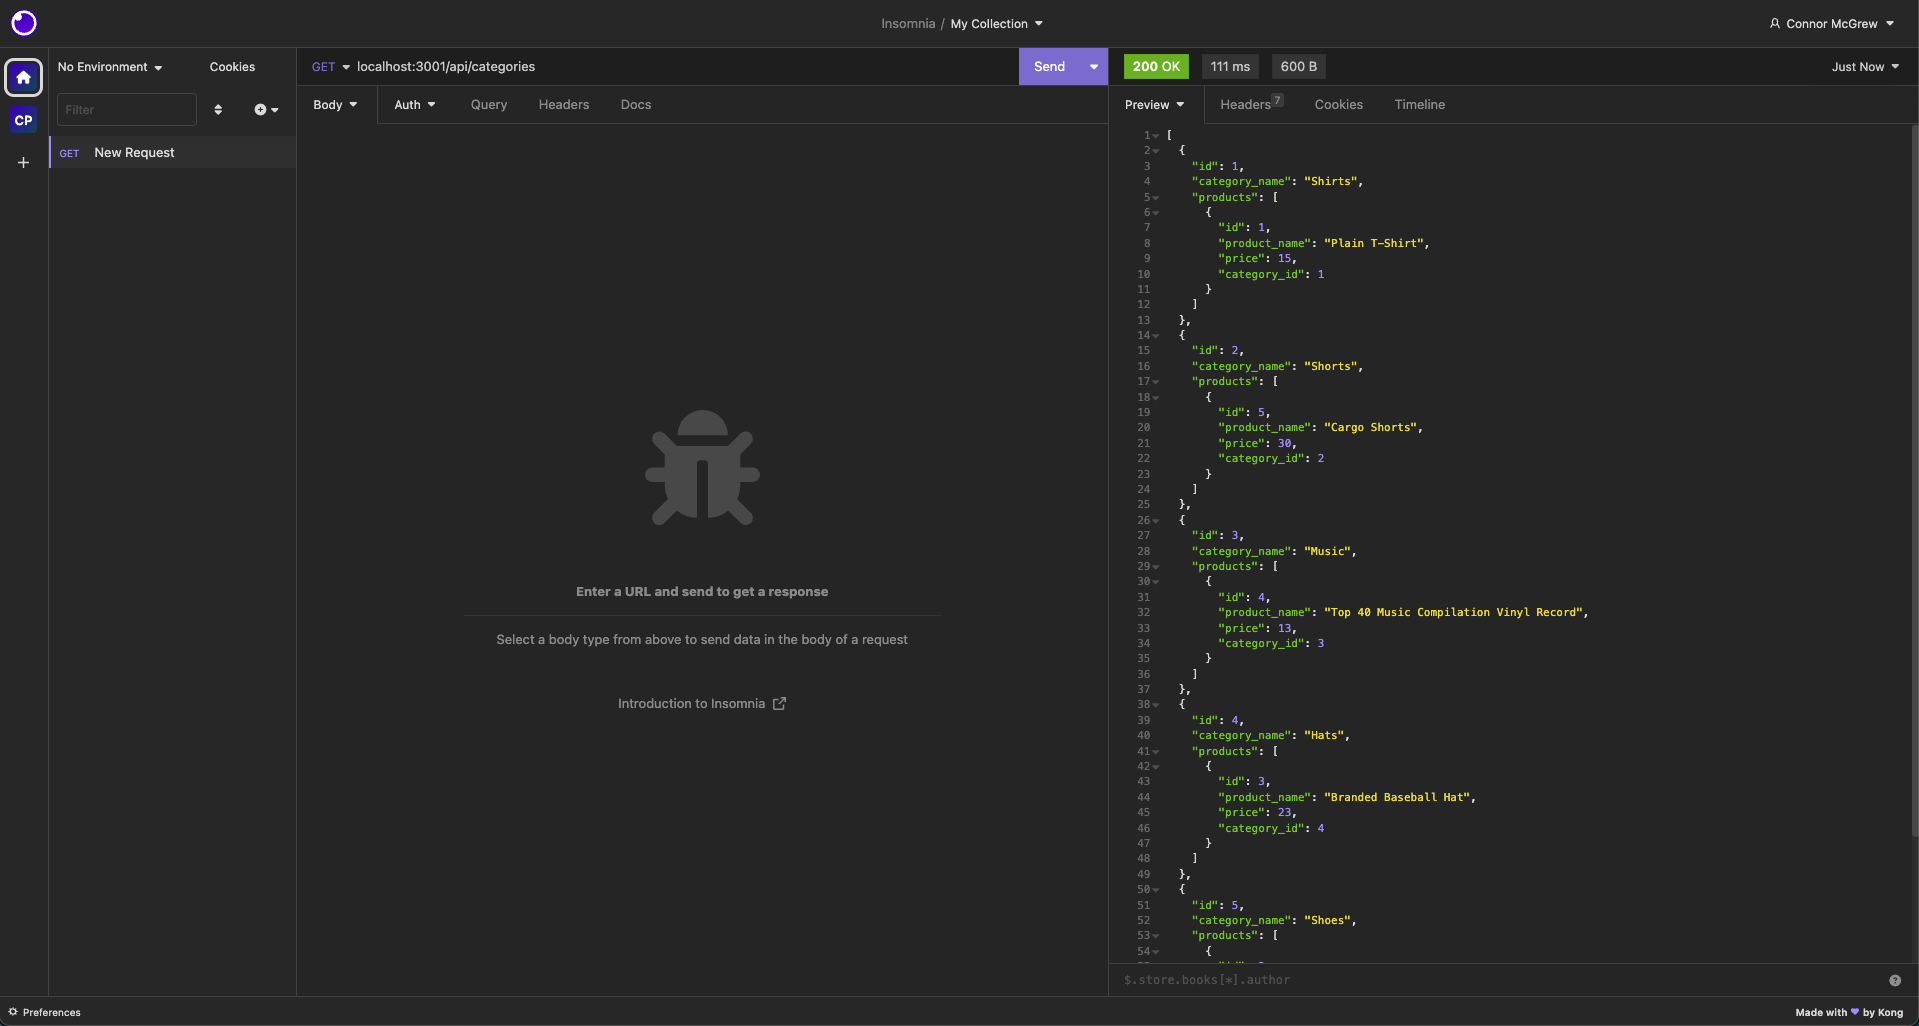 Insomnia / My Collection
Connor McGrew
No Environment
Cookies
GET localhost:3001/api/categories
Send
200 OK
111 ms
600 B
Just Now
Filter
Body
Auth
Query
Headers
Docs
Preview
Headers 7
Cookies
Timeline
CP
GET New Request
Enter a URL and send to get a response
Select a body type from above to send data in the body of a request
Introduction to Insomnia
1 [
2 {
3 "id": 1,
4 "category_name": "Shirts",
5 "products": [
6 {
7 "id": 1,
8 "product_name": "Plain T-Shirt",
9 "price": 15,
10 "category_id": 1
11 }
12 ]
13 },
14 {
15 "id": 2,
16 "category_name": "Shorts",
17 "products": [
18 {
19 "id": 5,
20 "product_name": "Cargo Shorts",
21 "price": 30,
22 "category_id": 2
23 }
24 ]
25 },
26 {
27 "id": 3,
28 "category_name": "Music",
29 "products": [
30 {
31 "id": 4,
32 "product_name": "Top 40 Music Compilation Vinyl Record",
33 "price": 13,
34 "category_id": 3
35 }
36 ]
37 },
38 {
39 "id": 4,
40 "category_name": "Hats",
41 "products": [
42 {
43 "id": 3,
44 "product_name": "Branded Baseball Hat",
45 "price": 23,
46 "category_id": 4
47 }
48 ]
49 },
50 {
51 "id": 5,
52 "category_name": "Shoes",
53 "products": [
54 {
$.store.books[*].author
Preferences
Made with ♥ by Kong